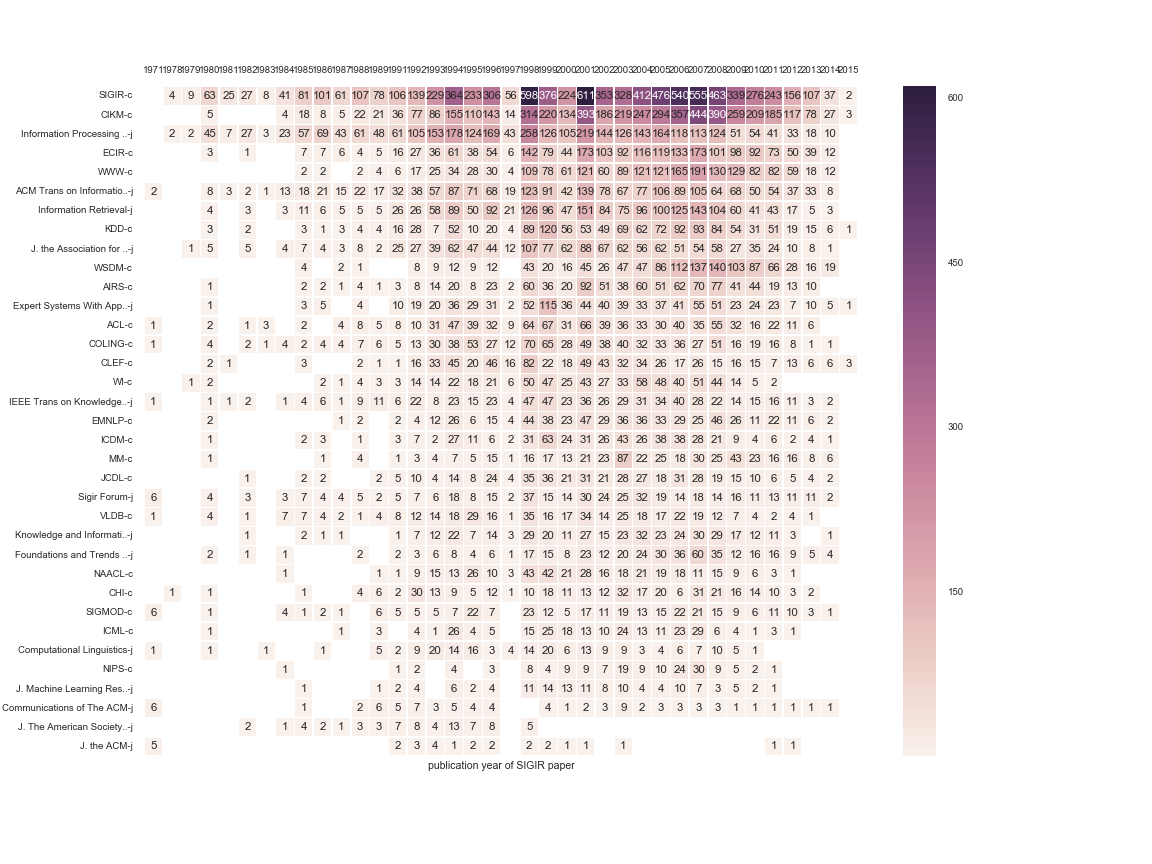 1971 1978 1979 1980 1981 1982 1983 1984 1985 1986 1987 1988 1989 1991 1992 1993 1994 1995 1996 1997 1998 1999 2000 2001 2002 2003 2004 2005 2006 2007 2008 2009 2010 2011 2012 2013 2014 2015
SIGIR-c 4 9 63 25 27 8 41 81 101 61 107 78 106 139 229 364 233 306 56 598 376 224 611 353 328 412 476 540 555 463 339 276 243 156 107 37 2
CIKM-c 5 4 18 8 5 22 21 36 77 86 155 110 143 14 314 220 134 393 186 219 247 294 357 444 390 259 209 185 117 78 27 3
Information Processing ..-j 2 2 45 7 27 3 23 57 69 43 61 48 61 105 153 178 124 169 43 258 126 105 219 144 126 143 164 118 113 124 51 54 41 33 18 10
ECIR-c 3 1 7 7 6 4 5 16 27 36 61 38 54 6 142 79 44 173 103 92 116 119 133 173 101 98 92 73 50 39 12
WWW-c 2 2 2 4 6 17 25 34 28 30 4 109 78 61 121 60 89 121 121 165 191 130 129 82 82 59 18 12
ACM Trans on Informatio..-j 2 8 3 2 1 13 18 21 15 22 17 32 38 57 87 71 68 19 123 91 42 139 78 67 77 106 89 105 64 68 50 54 37 33 8
Information Retrieval-j 4 3 3 11 6 5 5 5 26 26 58 89 50 92 21 126 96 47 151 84 75 96 100 125 143 104 60 41 43 17 5 3
KDD-c 3 2 3 1 3 4 4 16 28 7 52 10 20 4 89 120 56 53 49 69 62 72 92 93 84 54 31 51 19 15 6 1
J. the Association for ..-j 1 5 5 4 7 4 3 8 2 25 27 39 62 47 44 12 107 77 62 88 67 62 56 62 51 54 58 27 35 24 10 8 1
WSDM-c 4 2 1 8 9 12 9 12 43 20 16 45 26 47 47 86 112 137 140 103 87 66 28 16 19
AIRS-c 1 2 2 1 4 1 3 8 14 20 8 23 2 60 36 20 92 51 38 60 51 62 70 77 41 44 19 13 10
Expert Systems With App..-j 1 3 5 4 10 19 20 36 29 31 2 52 115 36 44 40 39 33 37 41 55 51 23 24 23 7 10 5 1
ACL-c 1 2 1 3 2 4 8 5 8 10 31 47 39 32 9 64 67 31 66 39 36 33 30 40 35 55 32 16 22 11 6
COLING-c 1 4 2 1 4 2 4 4 7 6 5 13 30 38 53 27 12 70 65 28 49 38 40 32 33 36 27 51 16 19 16 8 1 1
CLEF-c 2 1 3 2 1 1 16 33 45 20 46 16 82 22 18 49 43 32 34 26 17 26 15 16 15 7 13 6 6 3
WI-c 1 2 2 1 4 3 3 14 14 22 18 21 6 50 47 25 43 27 33 58 48 40 51 44 14 5 2
IEEE Trans on Knowledge..-j 1 1 1 2 1 4 6 1 9 11 6 22 8 23 15 23 4 47 47 23 36 26 29 31 34 40 28 22 14 15 16 11 3 2
EMNLP-c 2 1 2 2 4 12 26 6 15 4 44 38 23 47 29 36 36 33 29 25 46 26 11 22 11 6 2
ICDM-c 1 2 3 1 3 7 2 27 11 6 2 31 63 24 31 26 43 26 38 38 28 21 9 4 6 2 4 1
MM-c 1 1 4 1 3 4 7 5 15 1 16 17 13 21 23 87 22 25 18 30 25 43 23 16 16 8 6
JCDL-c 1 2 2 2 5 10 4 14 8 24 4 35 36 21 31 21 28 27 18 31 28 19 15 10 6 5 4 2
Sigir Forum-j 6 4 3 3 7 4 4 5 2 5 7 6 18 8 15 2 37 15 14 30 24 25 32 19 14 18 14 16 11 13 11 11 2
VLDB-c 1 4 1 7 7 4 2 1 4 8 12 14 18 29 16 1 35 16 17 34 14 25 18 17 22 19 12 7 4 2 4 1
Knowledge and Informati..-j 1 2 1 1 1 7 12 22 7 14 3 29 20 11 27 15 23 32 23 24 30 29 17 12 11 3 1
Foundations and Trends ..-j 2 1 1 2 2 3 6 8 4 6 1 17 15 8 23 12 20 24 30 36 60 35 12 16 16 9 5 4
NAACL-c 1 1 1 9 15 13 26 10 3 43 42 21 28 16 18 21 19 18 11 15 9 6 3 1
CHI-c 1 1 1 4 6 2 30 13 9 5 12 1 10 18 11 13 12 32 17 20 6 31 21 16 14 10 3 2
SIGMOD-c 6 1 4 1 2 1 6 5 5 5 7 22 7 23 12 5 17 11 19 13 15 22 21 15 9 6 11 10 3 1
ICML-c 1 1 3 4 1 26 4 5 15 25 18 13 10 24 13 11 23 29 6 4 1 3 1
Computational Linguistics-j 1 1 1 1 5 2 9 20 14 16 3 4 14 20 6 13 9 9 3 4 6 7 10 5 1
NIPS-c 1 1 2 4 3 8 4 9 9 7 19 9 10 24 30 9 5 2 1
J. Machine Learning Res..-j 1 1 2 4 6 2 4 11 14 13 11 8 10 4 4 10 7 3 5 2 1
Communications of The ACM-j 6 1 2 6 5 7 3 5 4 4 4 1 2 3 9 2 3 3 3 3 1 1 1 1 1 1
J. The American Society..-j 2 1 4 2 1 3 3 7 8 4 13 7 8 5
J. the ACM-j 5 2 3 4 1 2 2 2 2 1 1 1 1 1
publication year of SIGIR paper
600
450
300
150